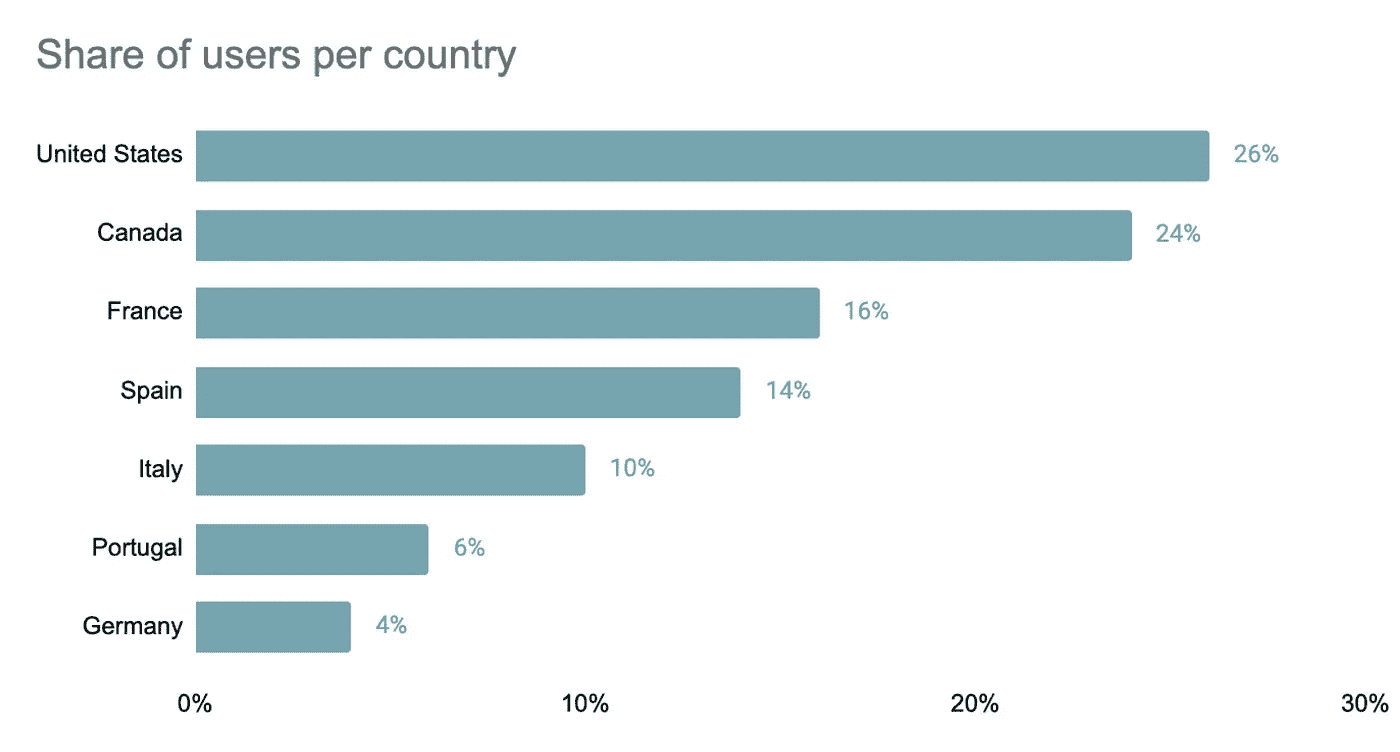 Share of users per country
United States 26%
Canada 24%
France 16%
Spain 14%
Italy 10%
Portugal 6%
Germany 4%
0% 10% 20% 30%